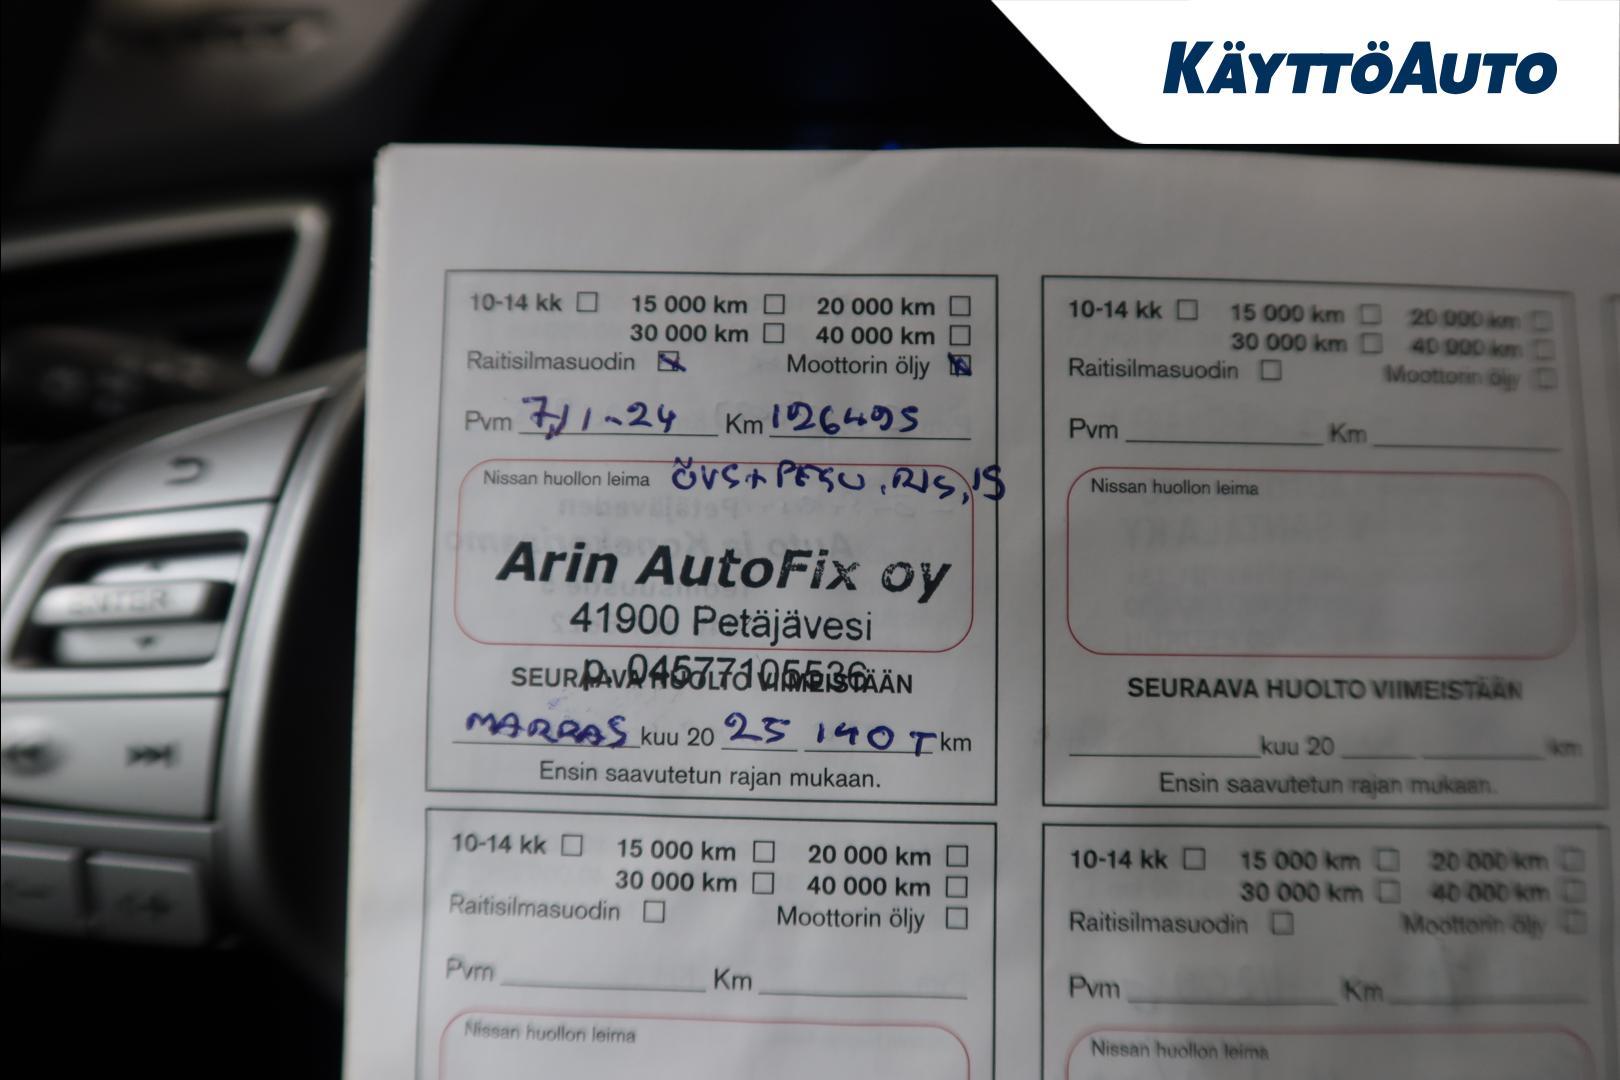 KÄYTTÖAUTO
10-14 kk 15 000 km 20 000 km
30 000 km 40 000 km
Raitisilmasuodin Moottorin öljy
Pvm 7,11-24 Km 126495
Nissan huollon leima ÖVS+PESU, RIS, IS
Arin AutoFix oy
41900 Petäjävesi
p. 04577105536
SEURAAVA HUOLTO VIIMEISTÄÄN
MARRAS kuu 20 25 140 T km
Ensin saavutetun rajan mukaan.
10-14 kk 15 000 km 20 000 km
30 000 km 40 000 km
Raitisilmasuodin Moottorin öljy
Pvm Km
Nissan huollon leima
SEURAAVA HUOLTO VIIMEISTÄÄN
kuu 20 km
Ensin saavutetun rajan mukaan.
10-14 kk 15 000 km 20 000 km
30 000 km 40 000 km
Raitisilmasuodin Moottorin öljy
Pvm Km
Nissan huollon leima
10-14 kk 15 000 km 20 000 km
30 000 km 40 000 km
Raitisilmasuodin Moottorin öljy
Pvm Km
Nissan huollon leima
ENTER